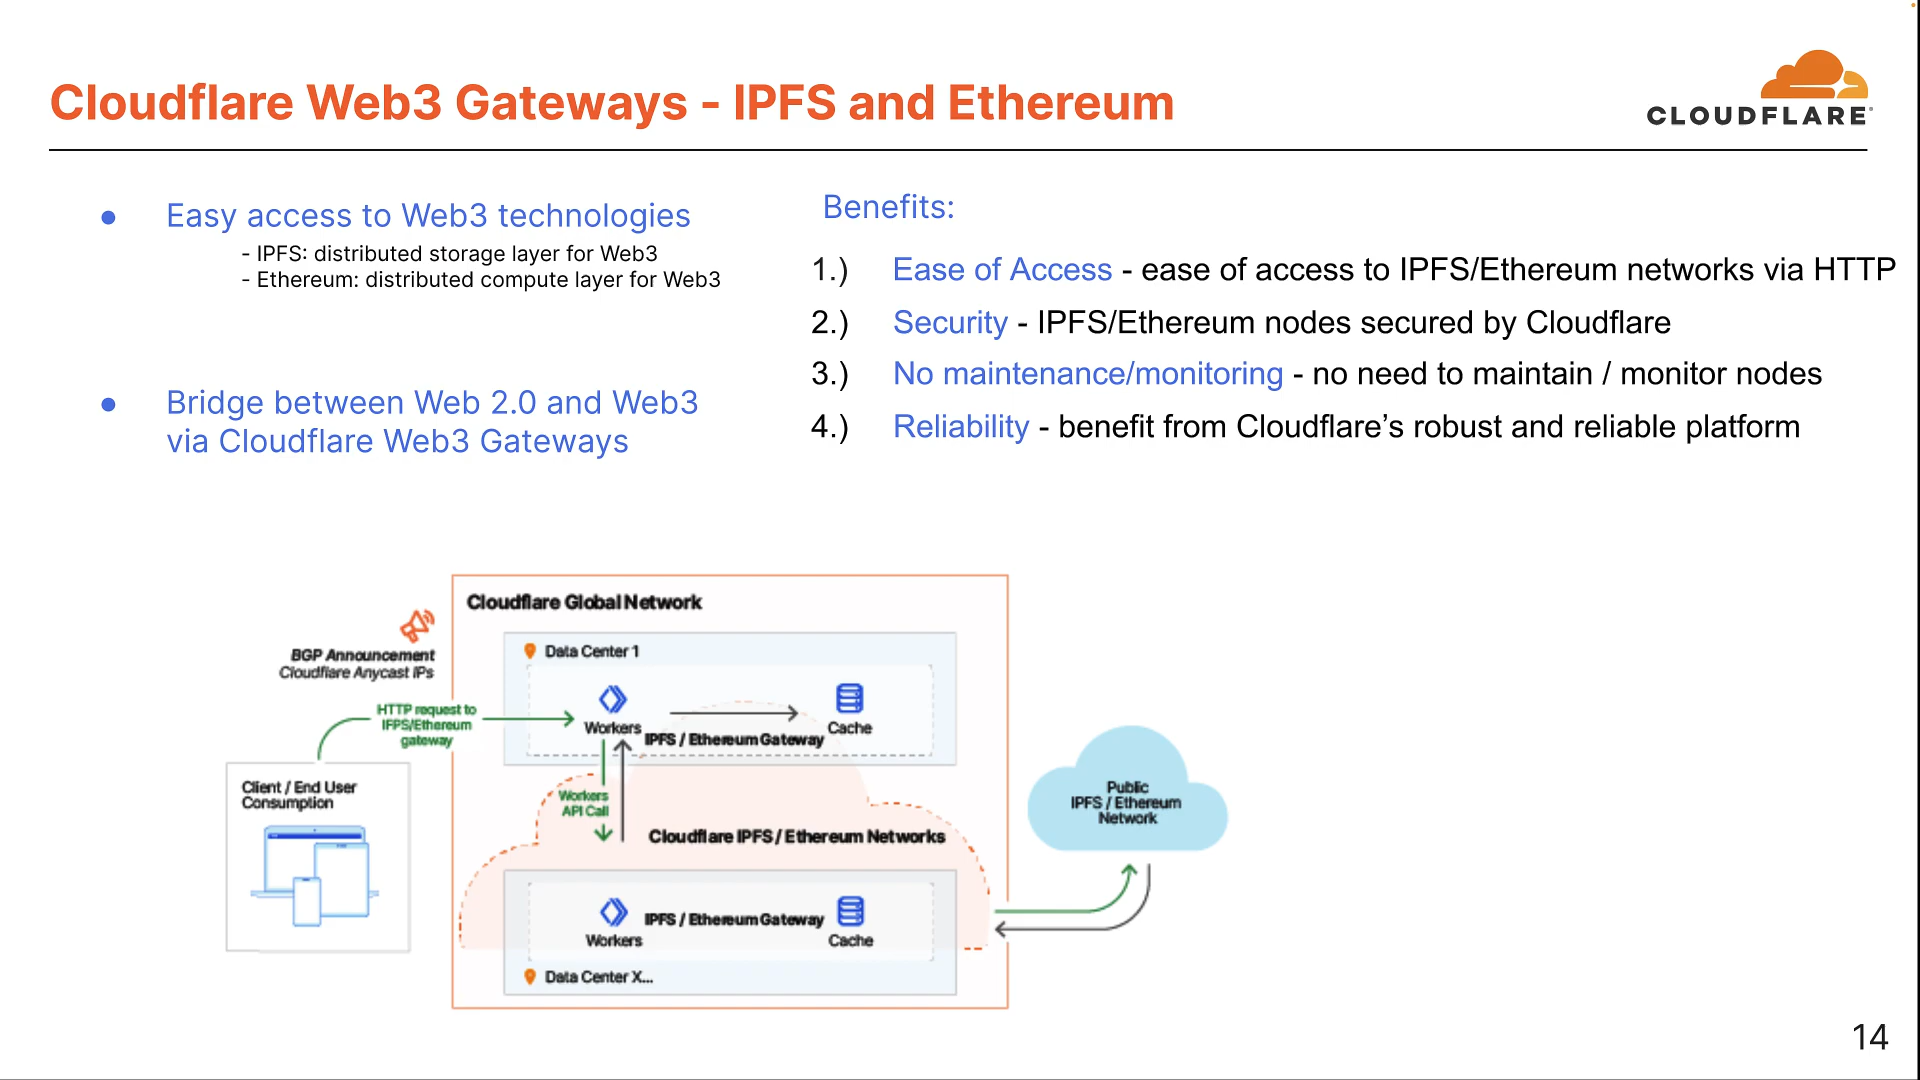 Cloudflare Web3 Gateways - IPFS and Ethereum
CLOUDFLARE
● Easy access to Web3 technologies
- IPFS: distributed storage layer for Web3
- Ethereum: distributed compute layer for Web3
● Bridge between Web 2.0 and Web3
via Cloudflare Web3 Gateways
Benefits:
1.) Ease of Access - ease of access to IPFS/Ethereum networks via HTTP
2.) Security - IPFS/Ethereum nodes secured by Cloudflare
3.) No maintenance/monitoring - no need to maintain / monitor nodes
4.) Reliability - benefit from Cloudflare’s robust and reliable platform
Cloudflare Global Network
BGP Announcement
Cloudflare Anycast IPs
Data Center 1
HTTP request to
IFPS/Ethereum
gateway
Workers
Cache
IPFS / Ethereum Gateway
Client / End User
Consumption
Workers
API Call
Cloudflare IPFS / Ethereum Networks
Public
IPFS / Ethereum
Network
IPFS / Ethereum Gateway
Workers
Cache
Data Center X...
14